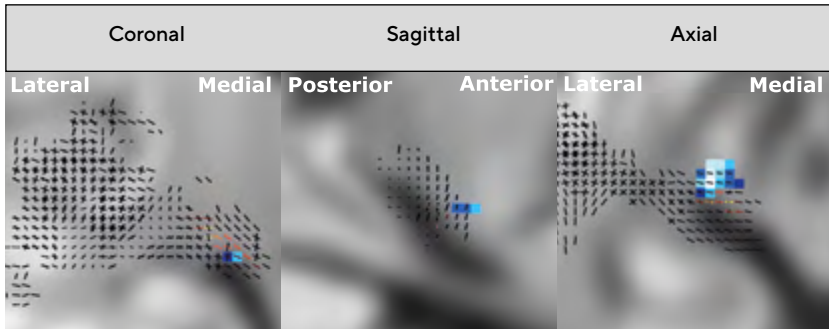 Coronal
Sagittal
Axial
Lateral
Medial
Posterior
Anterior
Lateral
Medial